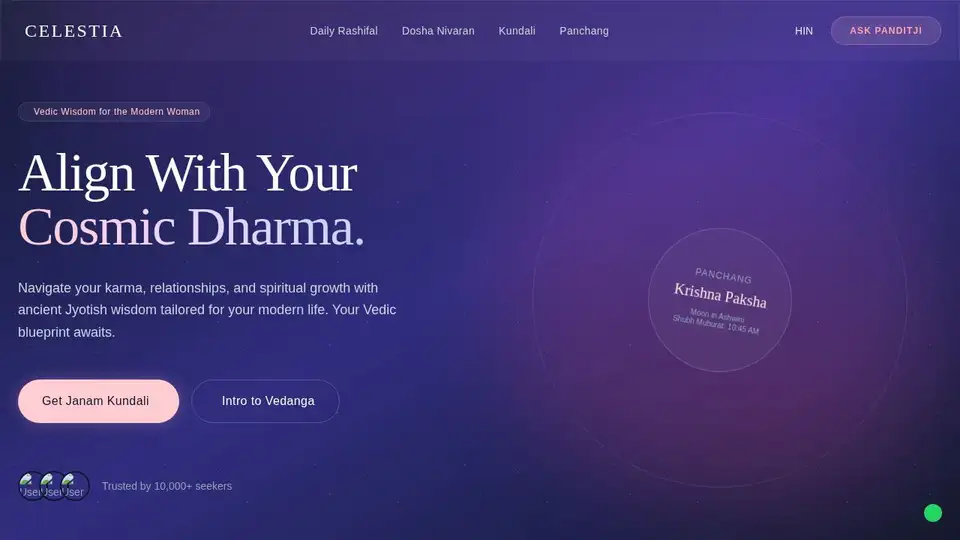 CELESTIA
Daily Rashifal
Dosha Nivaran
Kundali
Panchang
HIN
ASK PANDITJI
Vedic Wisdom for the Modern Woman
Align With Your
Cosmic Dharma.
Navigate your karma, relationships, and spiritual growth with
ancient Jyotish wisdom tailored for your modern life. Your Vedic
blueprint awaits.
Get Janam Kundali
Intro to Vedanga
User
User
User
Trusted by 10,000+ seekers
PANCHANG
Krishna Paksha
Moon in Ashwini
Shubh Muhurat: 10:45 AM